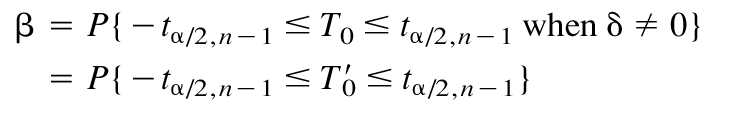 β = P{ −t_{α/2, n−1} ≤ T_0 ≤ t_{α/2, n−1} when δ ≠ 0}
= P{ −t_{α/2, n−1} ≤ T′_0 ≤ t_{α/2, n−1}}